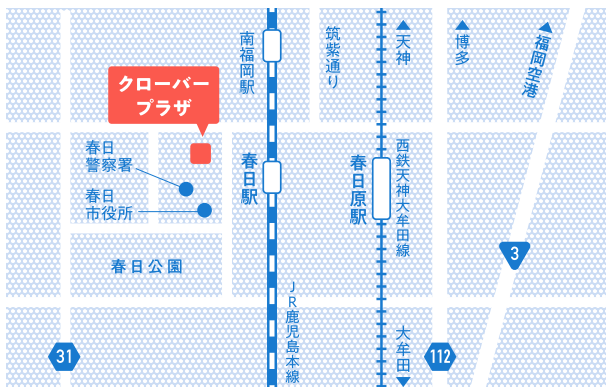 南福岡駅
筑紫通り
天神
博多
福岡空港
クローバー
プラザ
春日
警察署
春日
市役所
春日駅
春日原駅
西鉄天神大牟田線
春日公園
3
JR鹿児島本線
大牟田
31
112